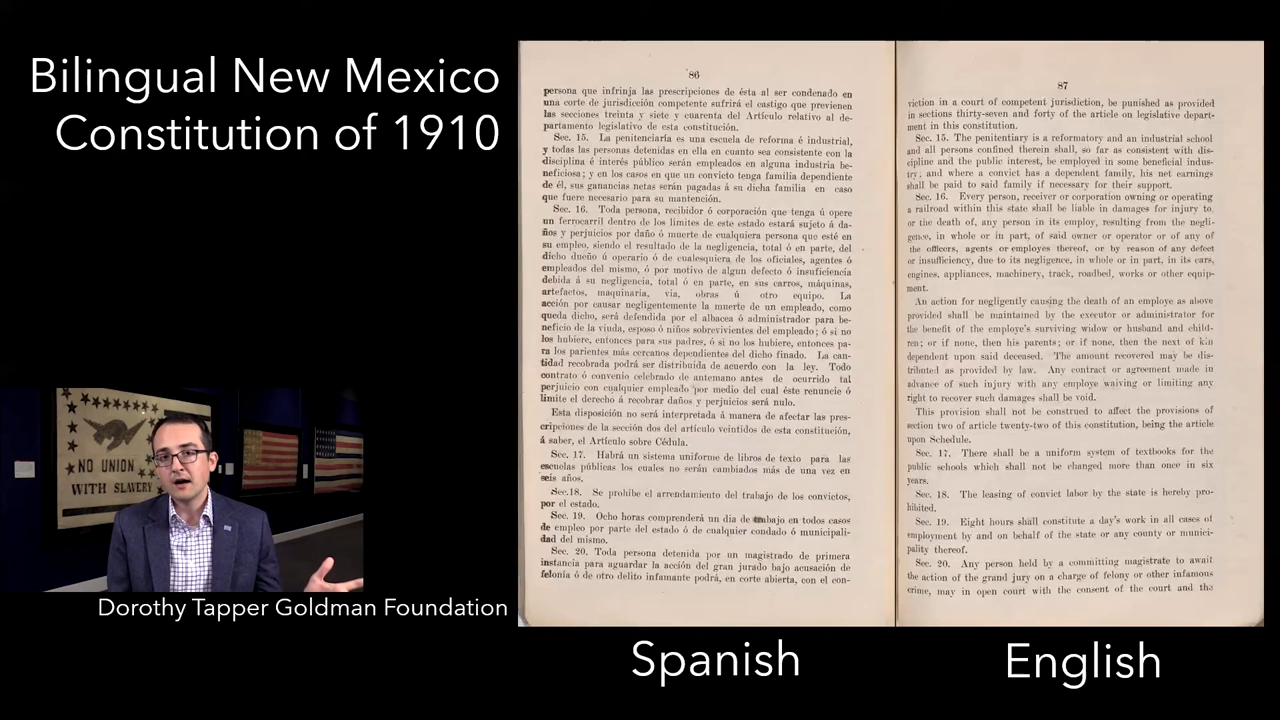 Bilingual New Mexico
Constitution of 1910
NO UNION
WITH SLAVERY
Dorothy Tapper Goldman Foundation
86
persona que infrinja las prescripciones de ésta al ser condenado en
una corte de jurisdicción competente sufrirá el castigo que previenen
las secciones treinta y siete y cuarenta del Artículo relativo al de-
partamento legislativo de esta constitución.
Sec. 15. La penitenciaría es una escuela de reforma é industrial,
y todas las personas detenidas en ella en cuanto sea consistente con la
disciplina é interés público serán empleados en alguna industria be-
neficiosa; y en los casos en que un convicto tenga familia dependiente
de él, sus ganancias netas serán pagadas á su dicha familia en caso
que fuere necesario para su mantención.
Sec. 16. Toda persona, recibidor ó corporación que tenga ú opere
un ferrocarril dentro de los límites de este estado estará sujeto á da-
ños y perjuicios por daño ó muerte de cualquiera persona que esté en
su empleo, siendo el resultado de la negligencia, total ó en parte, del
dicho dueño ú operario ó de cualesquiera de los oficiales, agentes ó
empleados del mismo, ó por motivo de algun defecto ó insuficiencia
debida á su negligencia, total ó en parte, en sus carros, máquinas,
artefactos, maquinaria, via, obras ú otro equipo. La
acción por causar negligentemente la muerte de un empleado, como
queda dicho, será defendida por el albacea ó administrador para be-
neficio de la viuda, esposo ó niños sobrevivientes del empleado; ó si no
los hubiere, entonces para sus padres, ó si no los hubiere, entonces pa-
ra los parientes más cercanos dependientes del dicho finado. La can-
tidad recobrada podrá ser distribuida de acuerdo con la ley. Todo
contrato ó convenio celebrado de antemano antes de ocurrido tal
perjuicio con cualquier empleado por medio del cual éste renuncie ó
límite el derecho á recobrar daños y perjuicios será nulo.
Esta disposición no será interpretada á manera de afectar las pres-
cripciones de la sección dos del artículo veintidos de esta constitución,
á saber, el Artículo sobre Cédula.
Sec. 17. Habrá un sistema uniforme de libros de texto para las
escuelas públicas los cuales no serán cambiados más de una vez en
seis años.
Sec.18. Se prohibe el arrendamiento del trabajo de los convictos,
por el estado.
Sec. 19. Ocho horas comprenderá un dia de trabajo en todos casos
de empleo por parte del estado ó de cualquier condado ó municipali-
dad del mismo.
Sec. 20. Toda persona detenida por un magistrado de primera
instancia para aguardar la acción del gran jurado bajo acusación de
felonía ó de otro delito infamante podrá, en corte abierta, con el con-
87
viction in a court of competent jurisdiction, be punished as provided
in sections thirty-seven and forty of the article on legislative depart-
ment in this constitution.
Sec. 15. The penitentiary is a reformatory and an industrial school
and all persons confined therein shall, so far as consistent with dis-
cipline and the public interest, be employed in some beneficial indus-
try; and where a convict has a dependent family, his net earnings
shall be paid to said family if necessary for their support.
Sec. 16. Every person, receiver or corporation owning or operating
a railroad within this state shall be liable in damages for injury to,
or the death of, any person in its employ, resulting from the negli-
gence, in whole or in part, of said owner or operator or of any of
the officers, agents or employes thereof, or by reason of any defect
or insufficiency, due to its negligence, in whole or in part, in its cars,
engines, appliances, machinery, track, roadbed, works or other equip-
ment.
An action for negligently causing the death of an employe as above
provided shall be maintained by the executor or administrator for
the benefit of the employe's surviving widow or husband and child-
ren; or if none, then his parents; or if none, then the next of kin
dependent upon said deceased. The amount recovered may be dis-
tributed as provided by law. Any contract or agreement made in
advance of such injury with any employe waiving or limiting any
right to recover such damages shall be void.
This provision shall not be construed to affect the provisions of
section two of article twenty-two of this constitution, being the article
upon Schedule.
Sec. 17. There shall be a uniform system of textbooks for the
public schools which shall not be changed more than once in six
years.
Sec. 18. The leasing of convict labor by the state is hereby pro-
hibited.
Sec. 19. Eight hours shall constitute a day's work in all cases of
employment by and on behalf of the state or any county or munici-
pality thereof.
Sec. 20. Any person held by a committing magistrate to await
the action of the grand jury on a charge of felony or other infamous
crime, may in open court with the consent of the court and the
Spanish
English